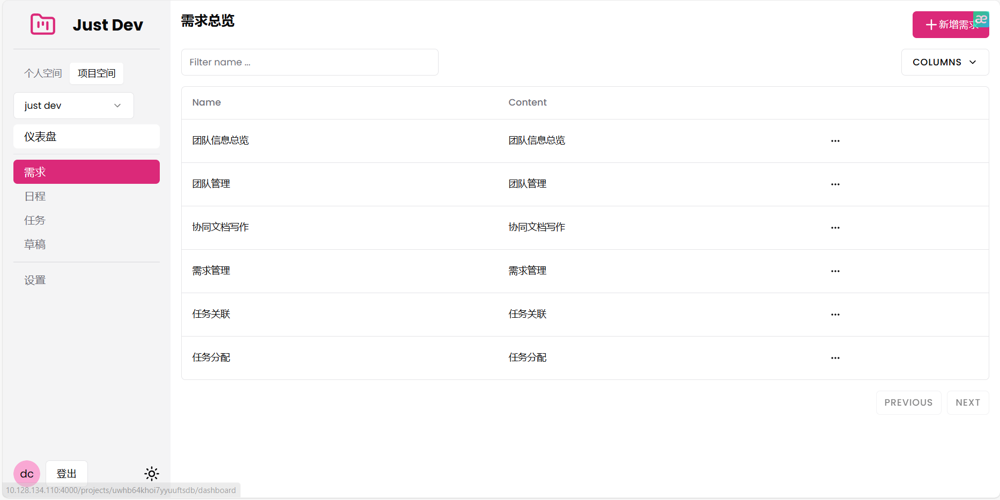 Just Dev
个人空间
项目空间
just dev
仪表盘
需求
日程
任务
草稿
设置
dc
登出
10.128.134.110:4000/projects/uwhb64khoi7yyuuftsdb/dashboard
需求总览
新增需求
Filter name ...
COLUMNS
Name Content
团队信息总览 团队信息总览
团队管理 团队管理
协同文档写作 协同文档写作
需求管理 需求管理
任务关联 任务关联
任务分配 任务分配
PREVIOUS NEXT